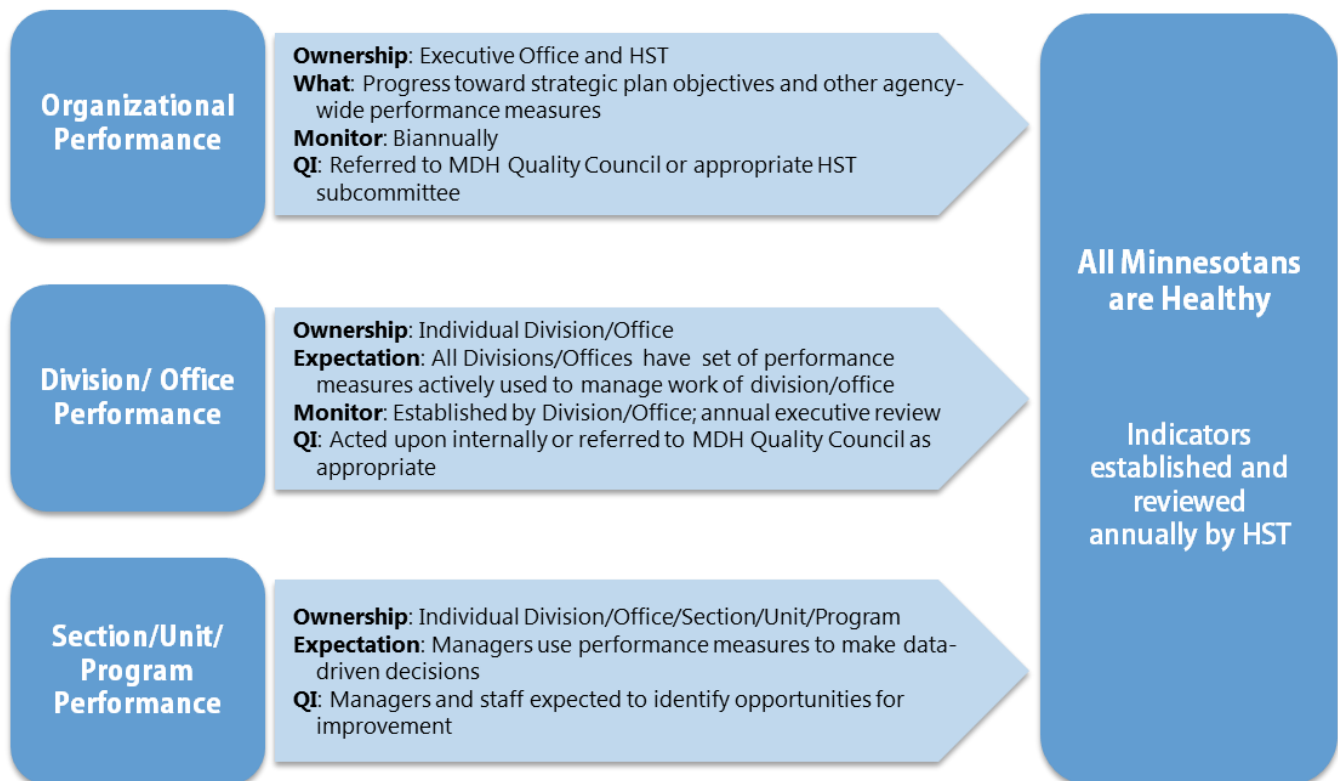 Organizational
Performance
Ownership: Executive Office and HST
What: Progress toward strategic plan objectives and other agency-
wide performance measures
Monitor: Biannually
QI: Referred to MDH Quality Council or appropriate HST
subcommittee
Division/ Office
Performance
Ownership: Individual Division/Office
Expectation: All Divisions/Offices have set of performance
measures actively used to manage work of division/office
Monitor: Established by Division/Office; annual executive review
QI: Acted upon internally or referred to MDH Quality Council as
appropriate
Section/Unit/
Program
Performance
Ownership: Individual Division/Office/Section/Unit/Program
Expectation: Managers use performance measures to make data-
driven decisions
QI: Managers and staff expected to identify opportunities for
improvement
All Minnesotans
are Healthy
Indicators
established and
reviewed
annually by HST